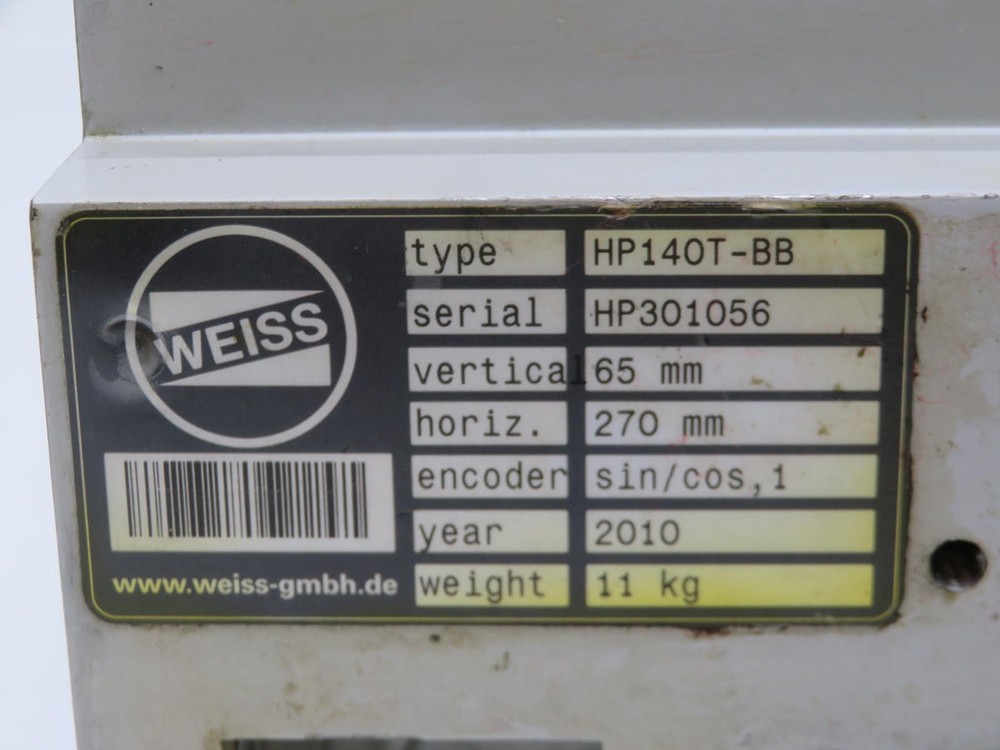 WEISS
type HP140T-BB
serial HP301056
vertical 65 mm
horiz. 270 mm
encoder sin/cos,1
year 2010
weight 11 kg
www.weiss-gmbh.de